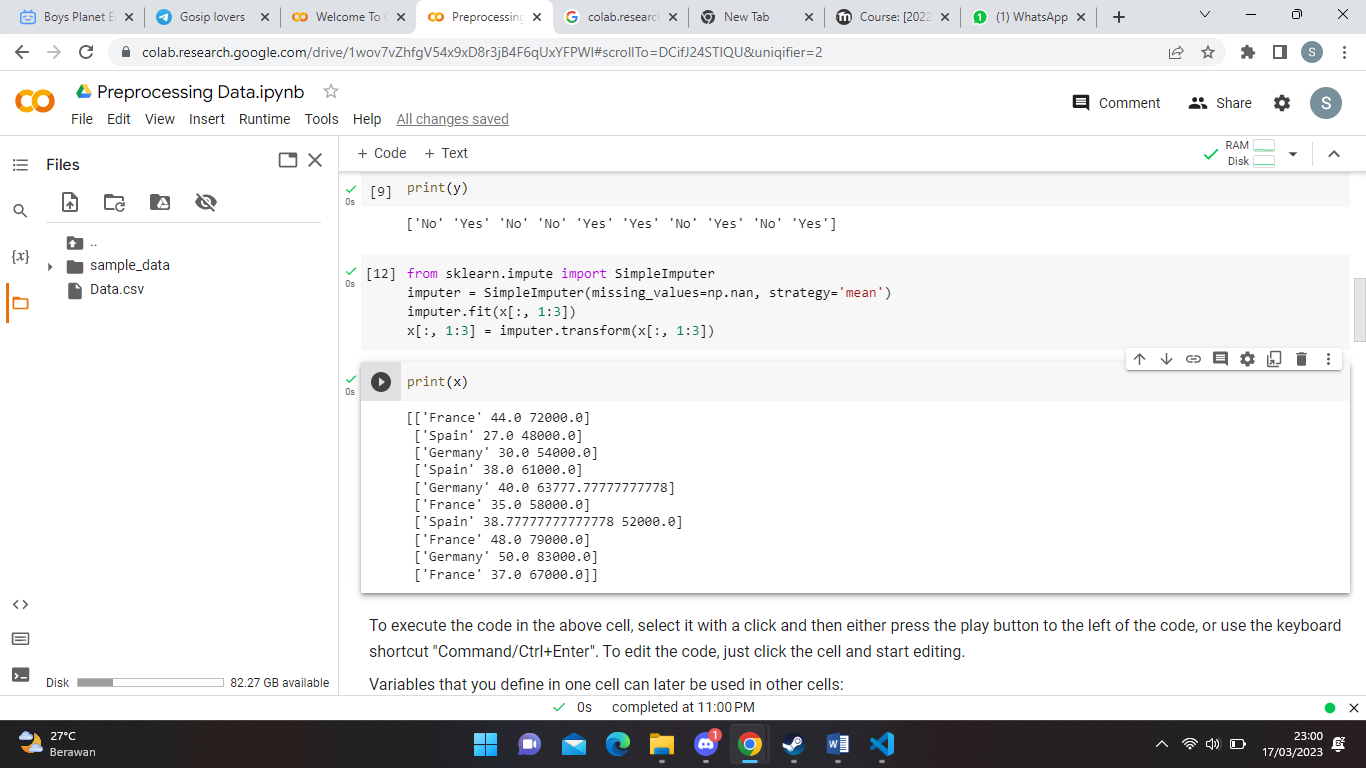 Boys Planet E
Gosip lovers
Welcome To C
Preprocessing
colab.research
New Tab
Course: [2022
(1) WhatsApp
colab.research.google.com/drive/1wov7vZhfgV54x9xD8r3jB4F6qUxYFPWl#scrollTo=DCifJ24STIQU&uniqifier=2
S
Preprocessing Data.ipynb
File Edit View Insert Runtime Tools Help All changes saved
Comment
Share
S
Files
+ Code + Text
RAM
Disk
{x}
..
sample_data
Data.csv
[9] print(y)
0s
['No' 'Yes' 'No' 'No' 'Yes' 'Yes' 'No' 'Yes' 'No' 'Yes']
[12] from sklearn.impute import SimpleImputer
0s
imputer = SimpleImputer(missing_values=np.nan, strategy='mean')
imputer.fit(x[:, 1:3])
x[:, 1:3] = imputer.transform(x[:, 1:3])
print(x)
0s
[['France' 44.0 72000.0]
['Spain' 27.0 48000.0]
['Germany' 30.0 54000.0]
['Spain' 38.0 61000.0]
['Germany' 40.0 63777.77777777778]
['France' 35.0 58000.0]
['Spain' 38.77777777777778 52000.0]
['France' 48.0 79000.0]
['Germany' 50.0 83000.0]
['France' 37.0 67000.0]]
To execute the code in the above cell, select it with a click and then either press the play button to the left of the code, or use the keyboard
shortcut "Command/Ctrl+Enter". To edit the code, just click the cell and start editing.
Variables that you define in one cell can later be used in other cells:
Disk
82.27 GB available
0s completed at 11:00 PM
27°C
Berawan
1
23:00
17/03/2023